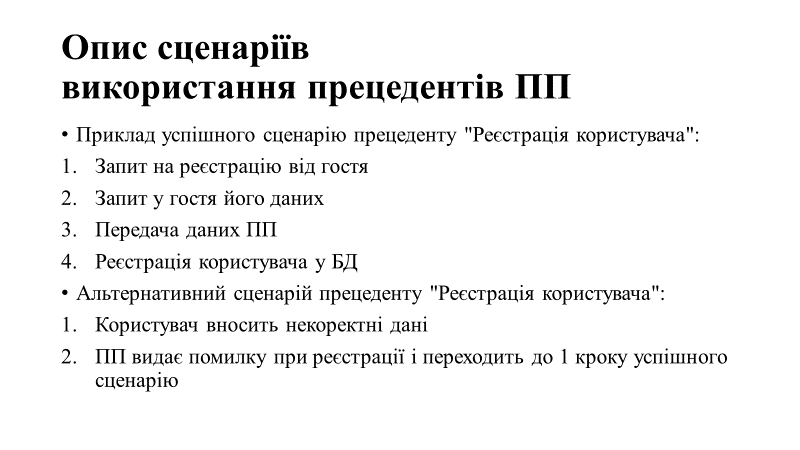 Опис сценаріїв
використання прецедентів ПП
• Приклад успішного сценарію прецеденту "Реєстрація користувача":
1. Запит на реєстрацію від гостя
2. Запит у гостя його даних
3. Передача даних ПП
4. Реєстрація користувача у БД
• Альтернативний сценарій прецеденту "Реєстрація користувача":
1. Користувач вносить некоректні дані
2. ПП видає помилку при реєстрації і переходить до 1 кроку успішного
сценарію